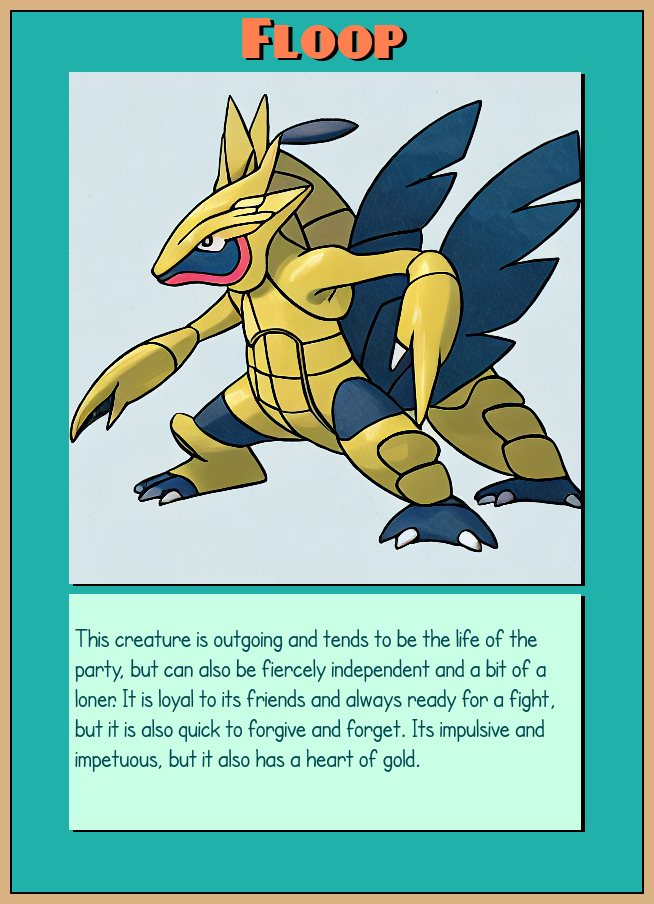 Floop
This creature is outgoing and tends to be the life of the
party, but can also be fiercely independent and a bit of a
loner. It is loyal to its friends and always ready for a fight,
but it is also quick to forgive and forget. Its impulsive and
impetuous, but it also has a heart of gold.